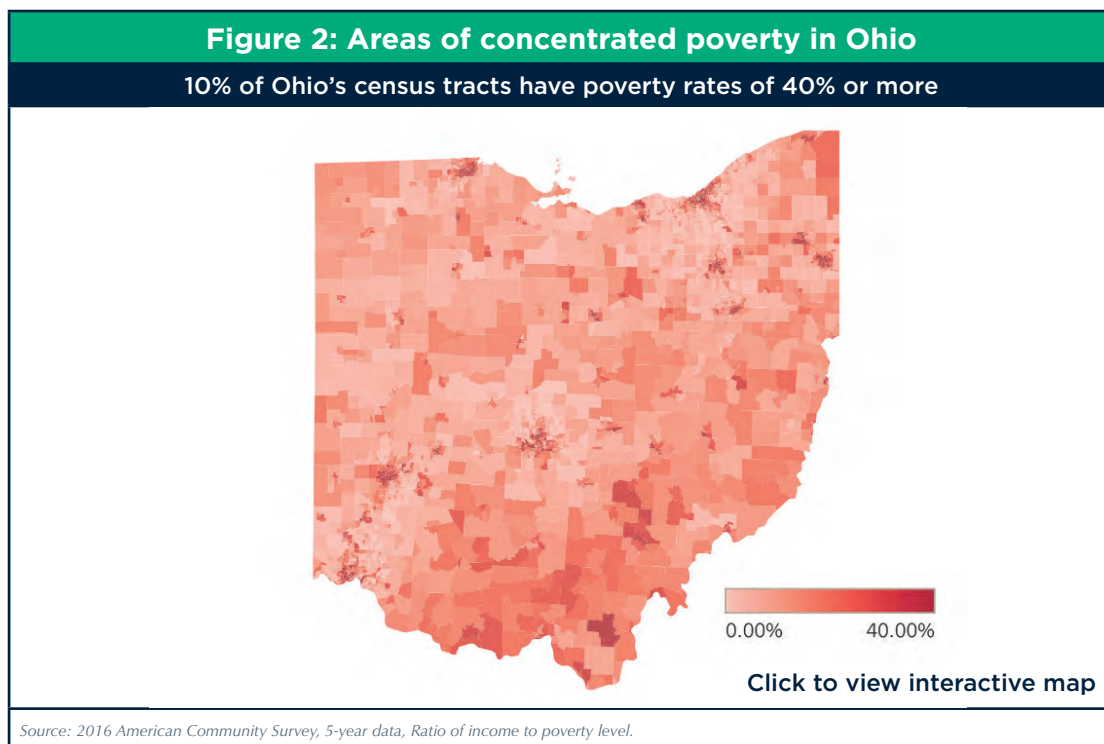 Figure 2: Areas of concentrated poverty in Ohio
10% of Ohio's census tracts have poverty rates of 40% or more
0.00%
40.00%
Click to view interactive map
Source: 2016 American Community Survey, 5-year data, Ratio of income to poverty level.